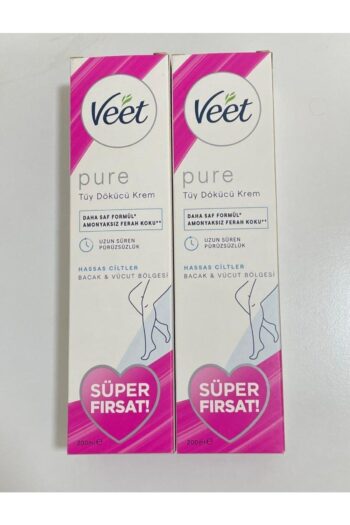 Veet
pure
Tüy Dökücü Krem
DAHA SAF FORMÜL*
AMONYAKSIZ FERAH KOKU**
UZUN SÜREN
PÜRÜZSÜZLÜK
HASSAS CİLTLER
BACAK & VÜCUT BÖLGESİ
SÜPER
FIRSAT!
200ml℮
Veet
pure
Tüy Dökücü Krem
DAHA SAF FORMÜL*
AMONYAKSIZ FERAH KOKU**
UZUN SÜREN
PÜRÜZSÜZLÜK
HASSAS CİLTLER
BACAK & VÜCUT BÖLGESİ
SÜPER
FIRSAT!
200ml℮